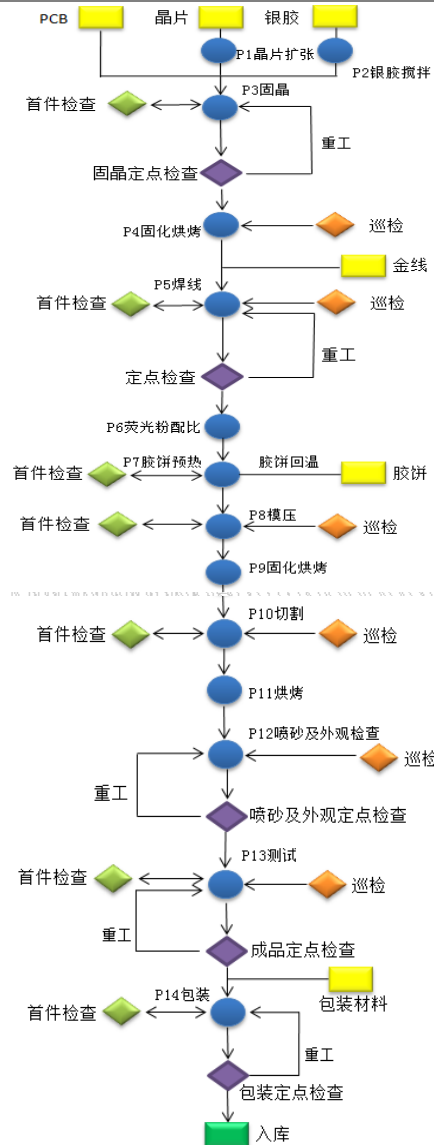 PCB 晶片 银胶
P1晶片扩张
P2银胶搅拌
P3固晶
首件检查
重工
固晶定点检查
P4固化烘烤 巡检
金线
P5焊线
首件检查 巡检
重工
定点检查
P6荧光粉配比
P7胶饼预热 胶饼回温
首件检查 胶饼
P8模压
首件检查 巡检
P9固化烘烤
P10切割
首件检查 巡检
P11烘烤
P12喷砂及外观检查
巡检
重工
喷砂及外观定点检查
P13测试
首件检查 巡检
重工
成品定点检查
P14包装
包装材料
首件检查
重工
包装定点检查
入库